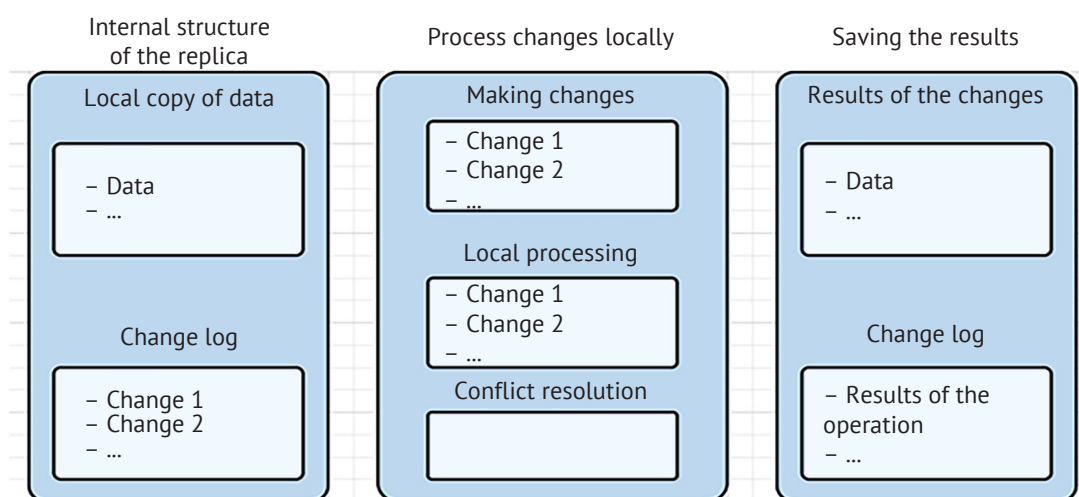 Internal structure
of the replica
Local copy of data
– Data
– ...
Change log
– Change 1
– Change 2
– ...
Process changes locally
Making changes
– Change 1
– Change 2
– ...
Local processing
– Change 1
– Change 2
– ...
Conflict resolution
Saving the results
Results of the changes
– Data
– ...
Change log
– Results of the
operation
– ...